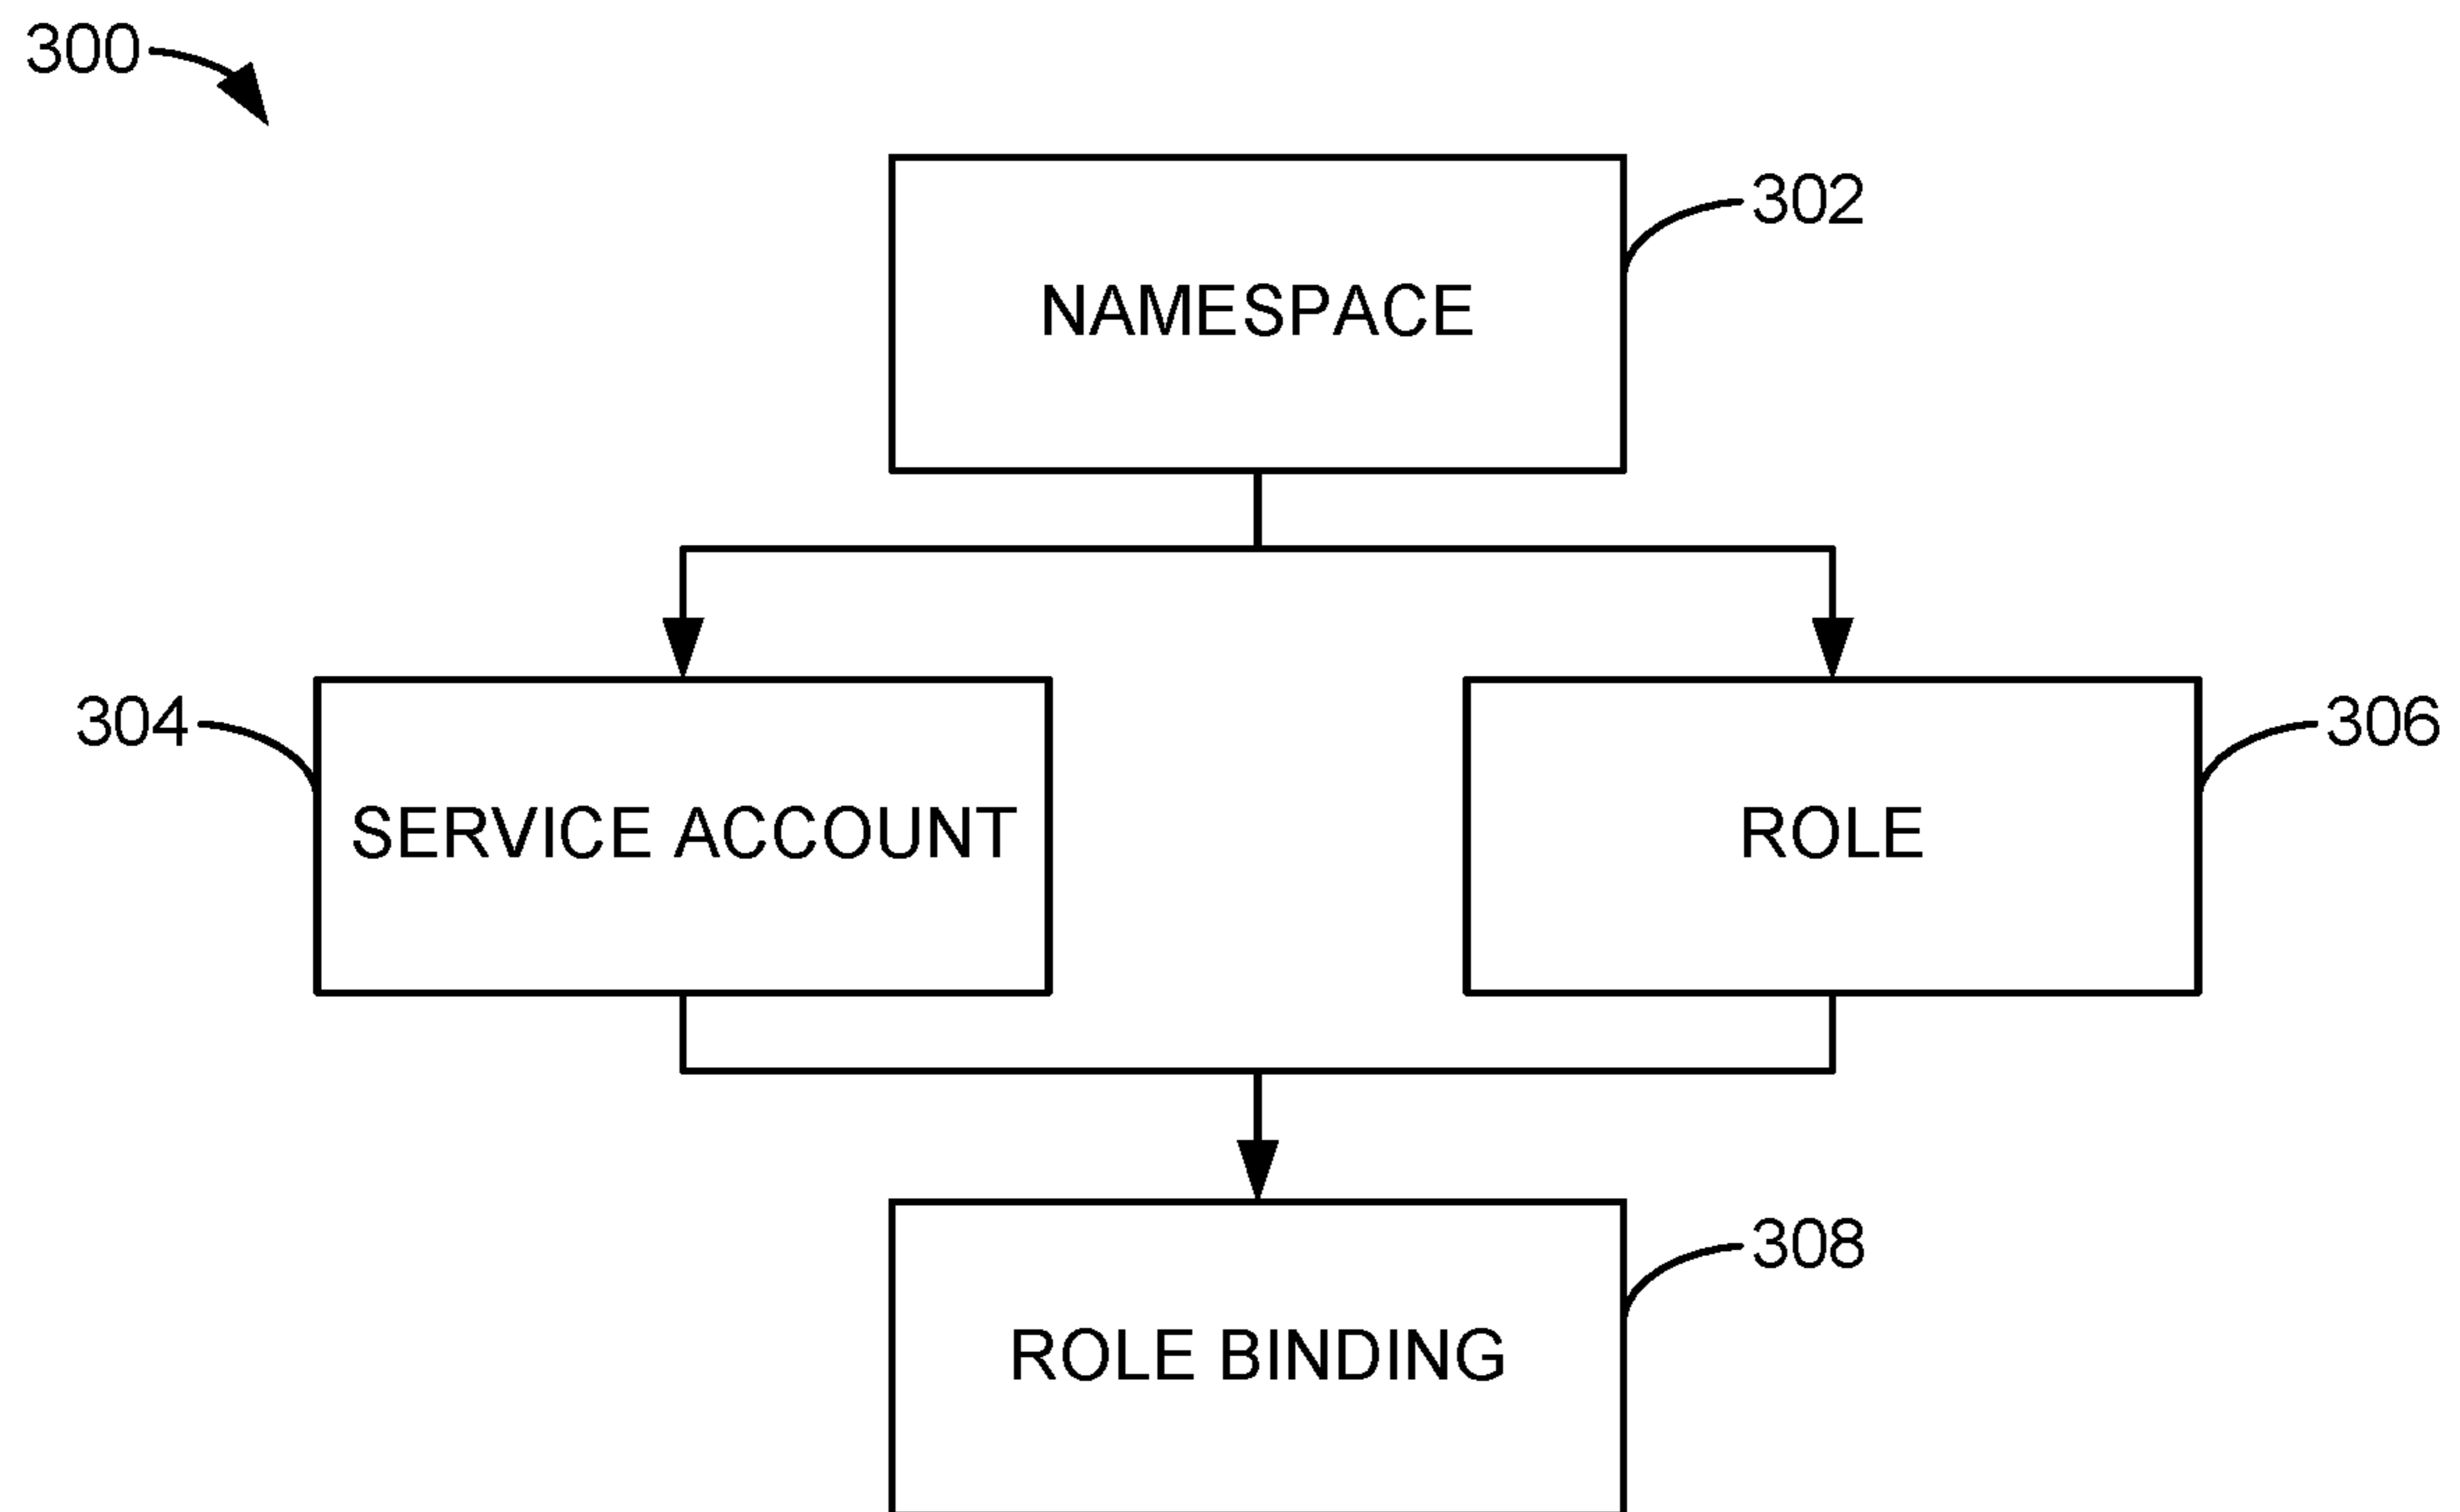 300
302
NAMESPACE
304
306
SERVICE ACCOUNT
ROLE
308
ROLE BINDING